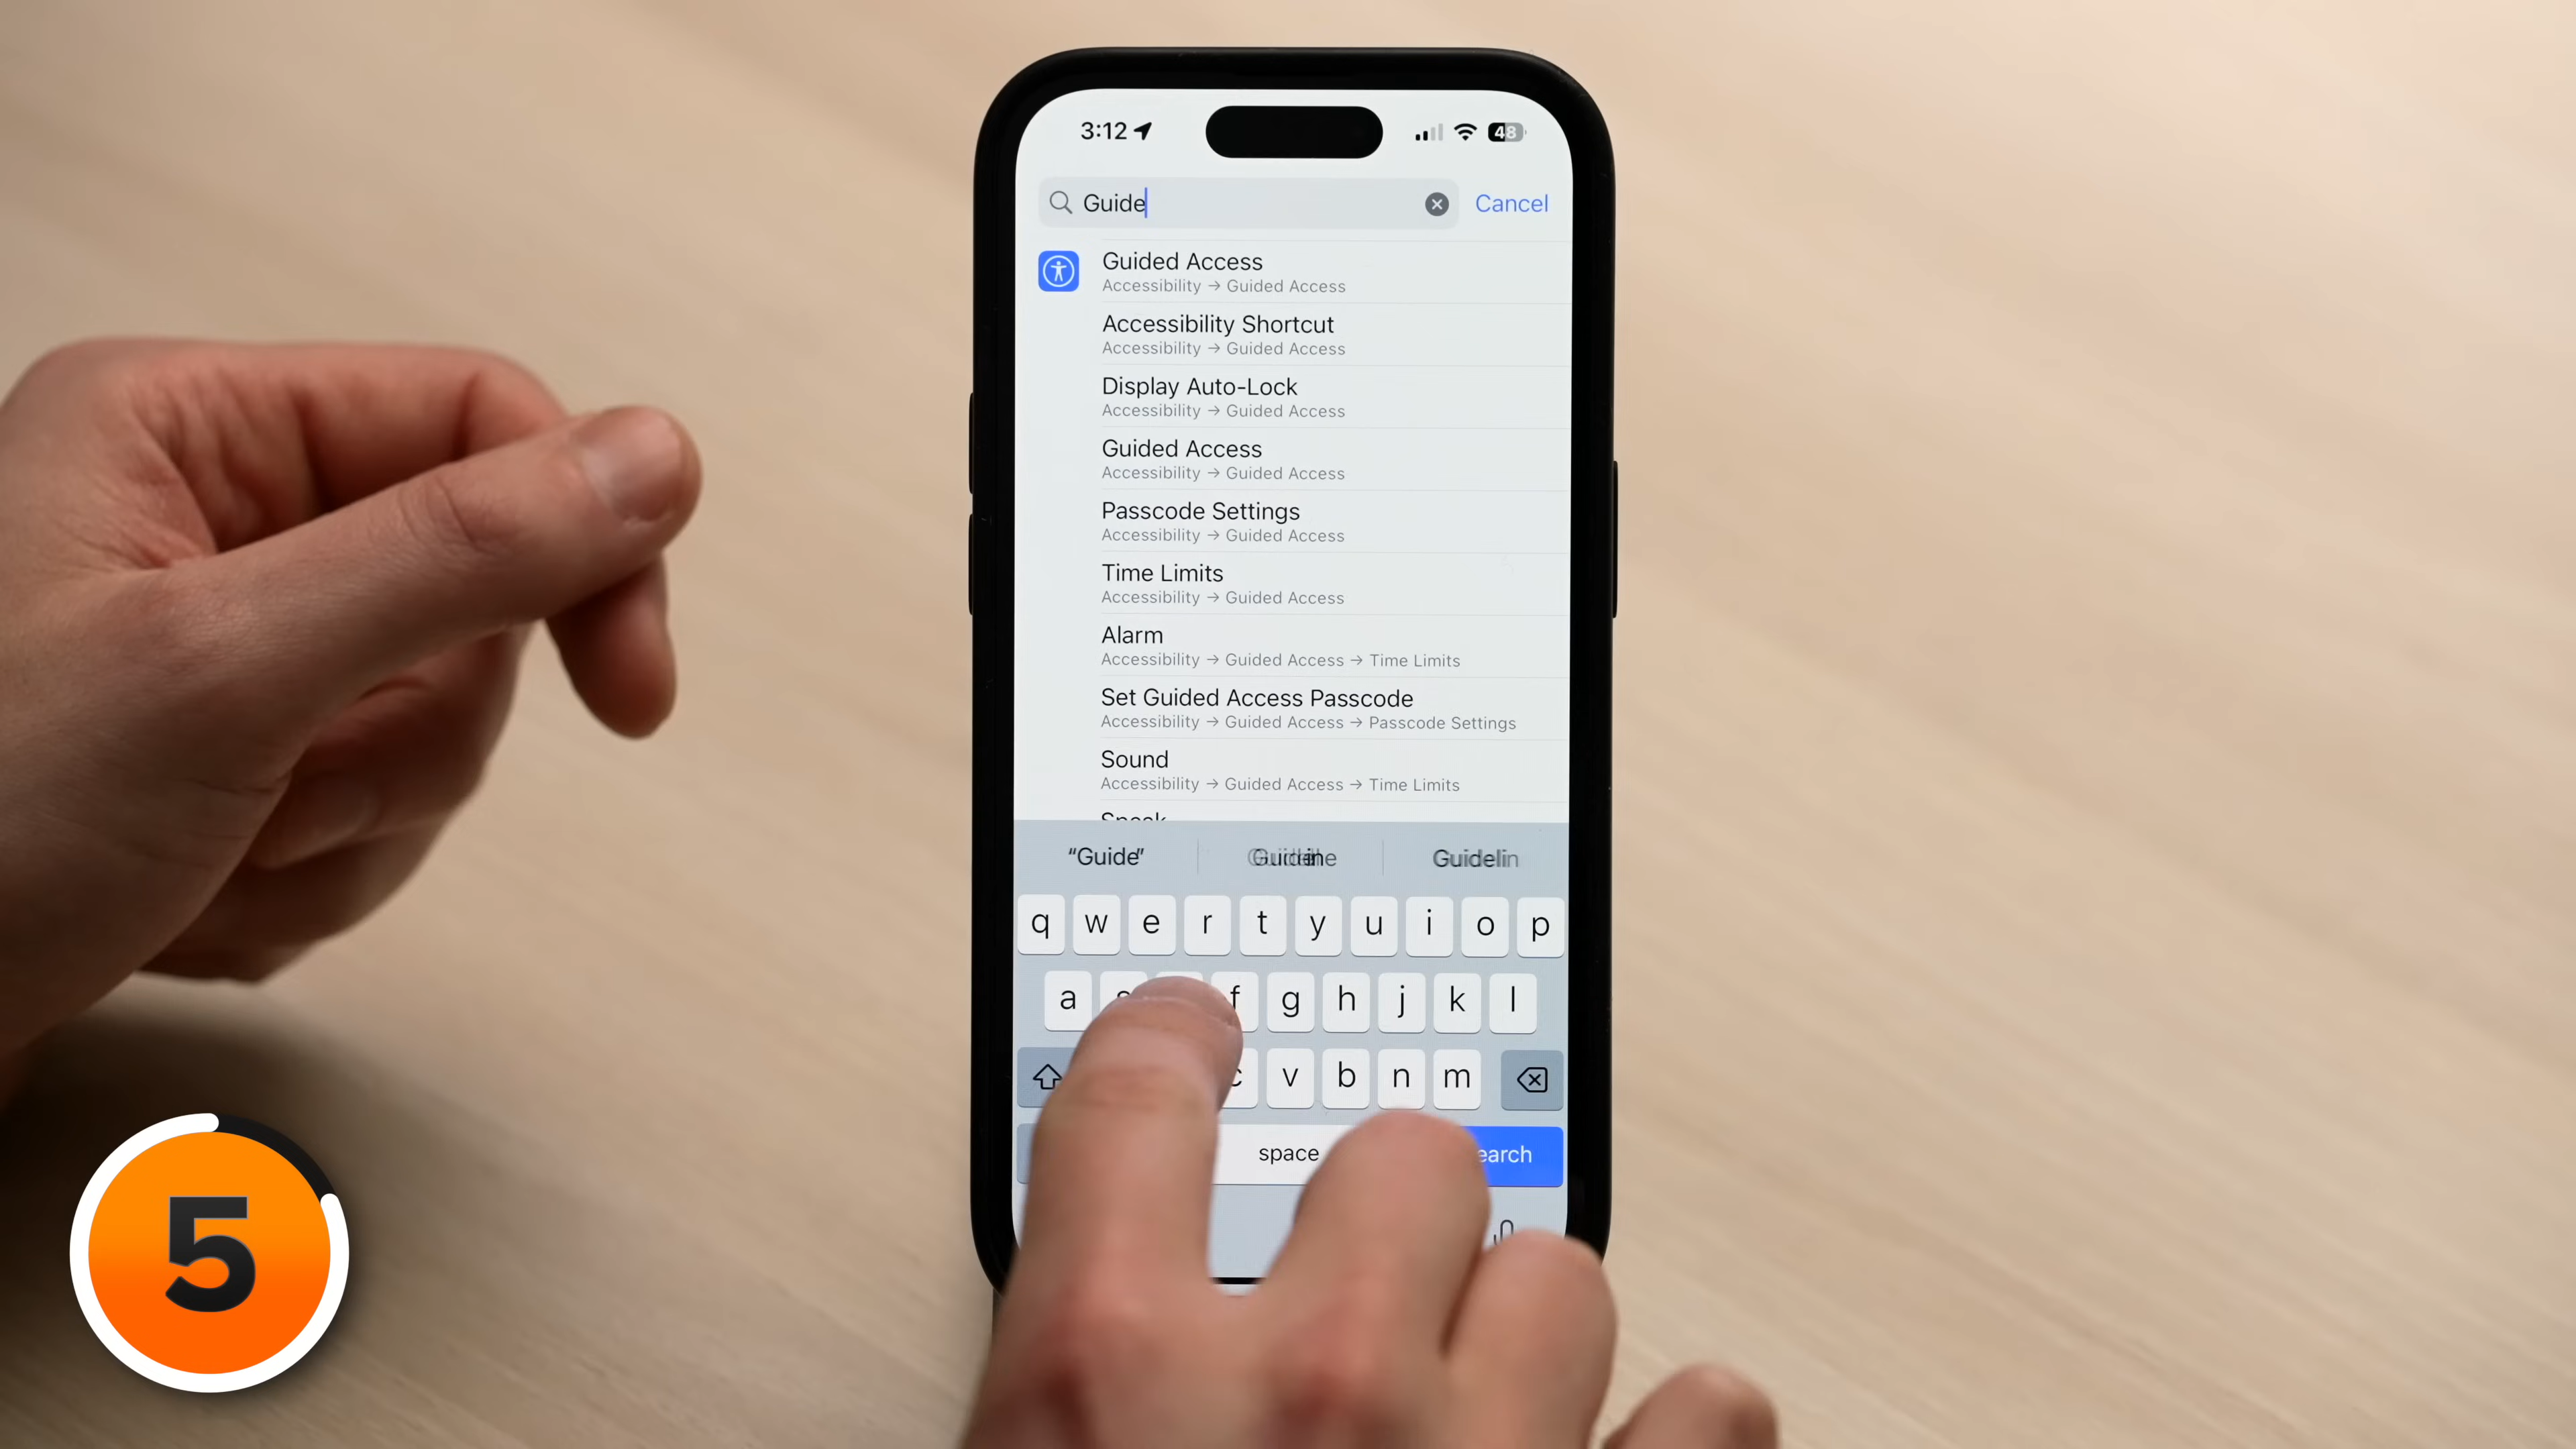 3:12
48
Guide
Cancel
Guided Access
Accessibility → Guided Access
Accessibility Shortcut
Accessibility → Guided Access
Display Auto-Lock
Accessibility → Guided Access
Guided Access
Accessibility → Guided Access
Passcode Settings
Accessibility → Guided Access
Time Limits
Accessibility → Guided Access
Alarm
Accessibility → Guided Access → Time Limits
Set Guided Access Passcode
Accessibility → Guided Access → Passcode Settings
Sound
Accessibility → Guided Access → Time Limits
“Guide”
q w e r t y u i o p
a f g h j k l
c v b n m
space earch
5